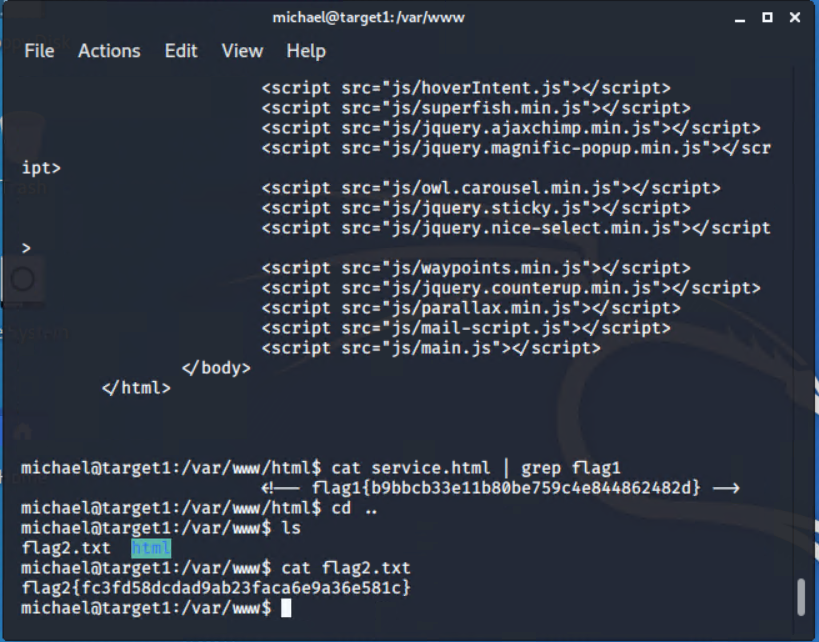 michael@target1:/var/www
File Actions Edit View Help
<script src="js/hoverIntent.js"></script>
<script src="js/superfish.min.js"></script>
<script src="js/jquery.ajaxchimp.min.js"></script>
<script src="js/jquery.magnific-popup.min.js"></scr
ipt>
<script src="js/owl.carousel.min.js"></script>
<script src="js/jquery.sticky.js"></script>
<script src="js/jquery.nice-select.min.js"></script
>
<script src="js/waypoints.min.js"></script>
<script src="js/jquery.counterup.min.js"></script>
<script src="js/parallax.min.js"></script>
<script src="js/mail-script.js"></script>
<script src="js/main.js"></script>
</body>
</html>
michael@target1:/var/www/html$ cat service.html | grep flag1
<!-- flag1{b9bbcb33e11b80be759c4e844862482d} -->
michael@target1:/var/www/html$ cd ..
michael@target1:/var/www$ ls
flag2.txt html
michael@target1:/var/www$ cat flag2.txt
flag2{fc3fd58dcdad9ab23faca6e9a36e581c}
michael@target1:/var/www$